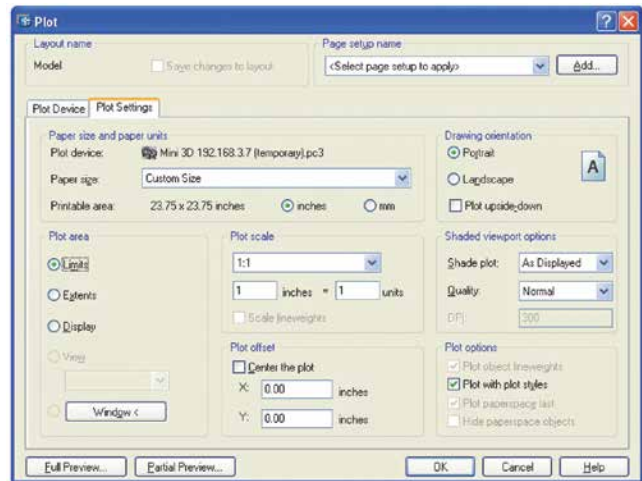 Plot
Layout name
Model
Save changes to layout
Page setup name
<Select page setup to apply>
Add...
Plot Device
Plot Settings
Paper size and paper units
Plot device:
Mini 3D 192.168.3.7 (temporary).pc3
Paper size:
Custom Size
Printable area:
23.75 x 23.75 inches
inches
mm
Drawing orientation
Portrait
Landscape
Plot upside-down
A
Plot area
Limits
Extents
Display
View
Window <
Plot scale
1:1
1 inches = 1 units
Scale lineweights
Plot offset
Center the plot
X: 0.00 inches
Y: 0.00 inches
Shaded viewport options
Shade plot: As Displayed
Quality: Normal
DPI: 300
Plot options
Plot object lineweights
Plot with plot styles
Plot paperspace last
Hide paperspace objects
Full Preview...
Partial Preview...
OK
Cancel
Help